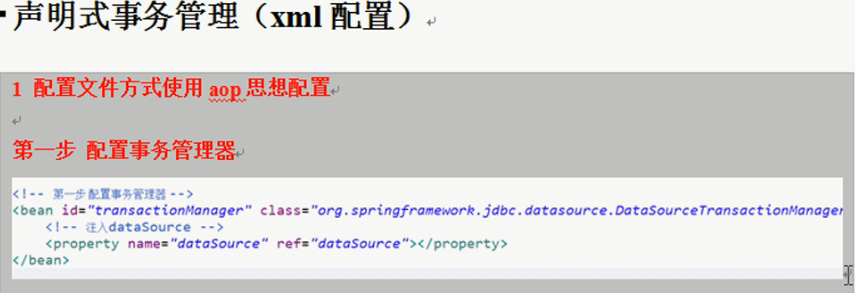 声明式事务管理（xml 配置）
1 配置文件方式使用 aop 思想配置
第一步 配置事务管理器
<!-- 第一步 配置事务管理器 -->
<bean id="transactionManager" class="org.springframework.jdbc.datasource.DataSourceTransactionManager
<!-- 注入dataSource -->
<property name="dataSource" ref="dataSource"></property>
</bean>